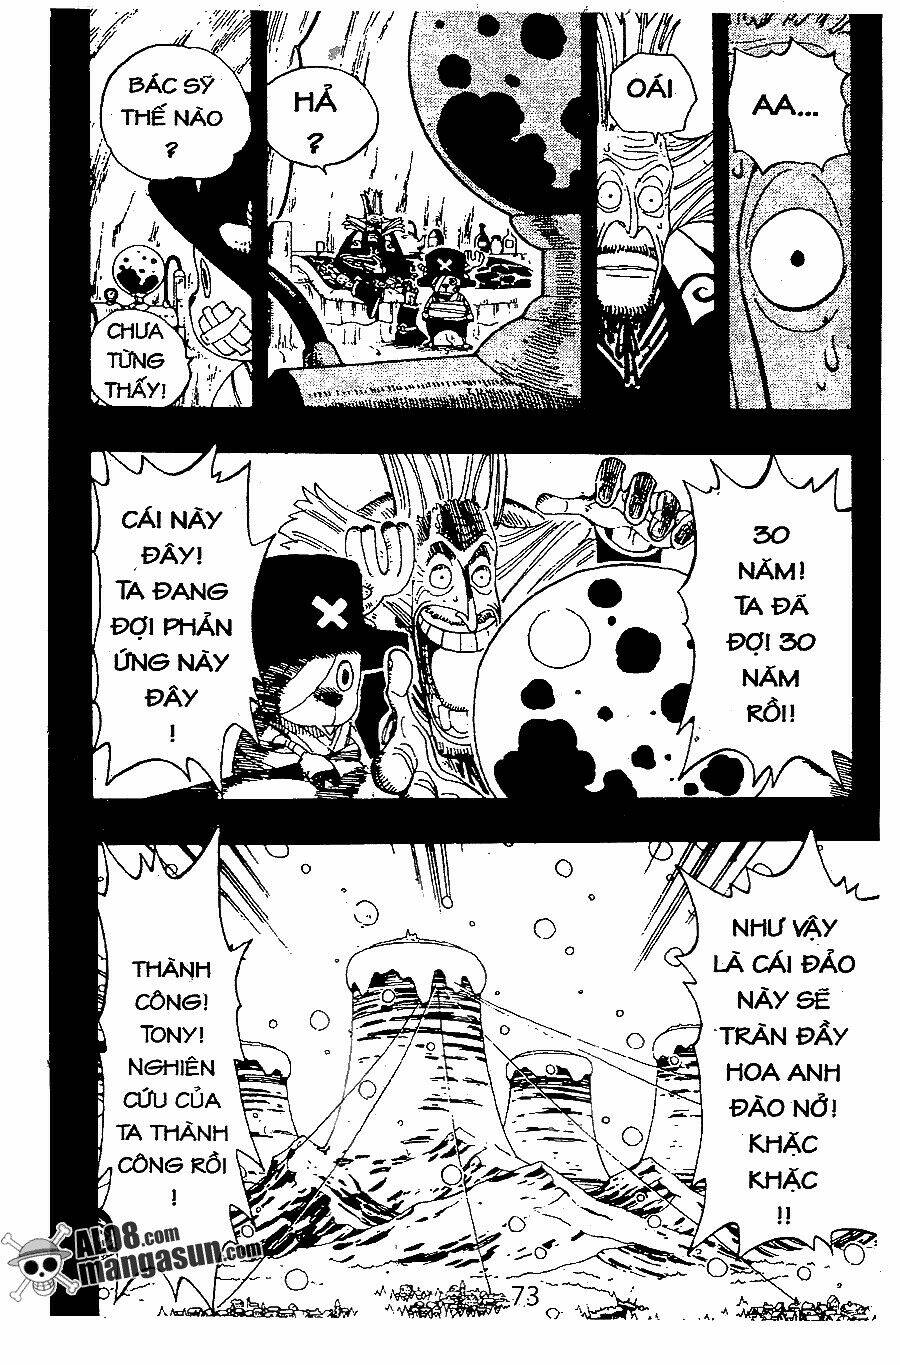 AA...
OÁI
HẢ
?
BÁC SỸ
THẾ NÀO
?
CHƯA
TỪNG
THẤY!
30
NĂM!
TA ĐÃ
ĐỢI 30
NĂM
RỒI!
CÁI NÀY
ĐÂY!
TA ĐANG
ĐỢI PHẢN
ỨNG NÀY
ĐÂY
!
NHƯ VẬY
LÀ CÁI ĐẢO
NÀY SẼ
TRÀN ĐẦY
HOA ANH
ĐÀO NỞ!
KHẶC
KHẶC
!!
THÀNH
CÔNG!
TONY!
NGHIÊN
CỨU CỦA
TA THÀNH
CÔNG RỒI
!
ALO8.com
mangasun.com
73